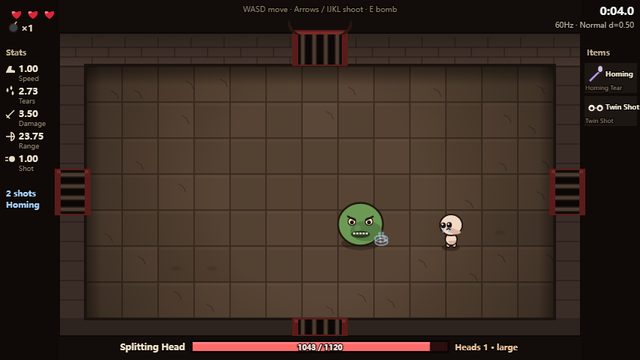 WASD move · Arrows / IJKL shoot · E bomb
0:04.0
60Hz · Normal d=0.50
×1
Stats
1.00
Speed
2.73
Tears
3.50
Damage
23.75
Range
1.00
Shot
2 shots
Homing
Items
Homing
Homing Tear
Twin Shot
Twin Shot
Splitting Head
1043 / 1120
Heads 1 • large